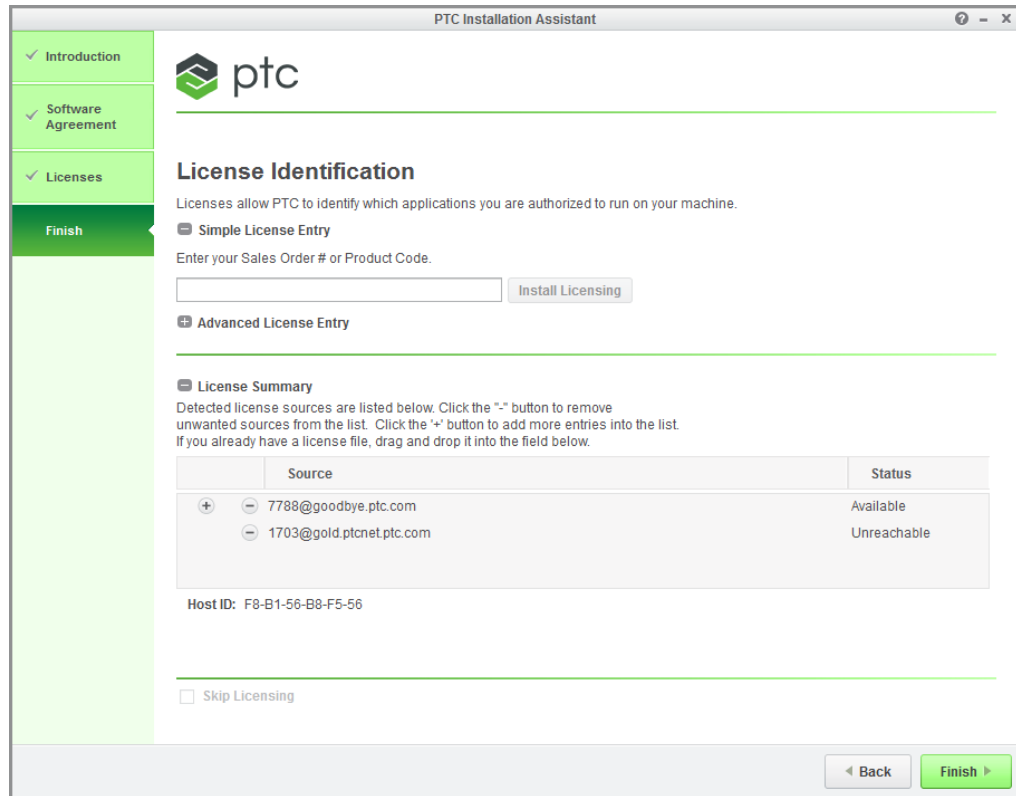 PTC Installation Assistant
? – X
Introduction
Software
Agreement
Licenses
Finish
ptc
License Identification
Licenses allow PTC to identify which applications you are authorized to run on your machine.
Simple License Entry
Enter your Sales Order # or Product Code.
Install Licensing
Advanced License Entry
License Summary
Detected license sources are listed below. Click the "-" button to remove
unwanted sources from the list. Click the '+' button to add more entries into the list.
If you already have a license file, drag and drop it into the field below.
Source Status
7788@goodbye.ptc.com Available
1703@gold.ptcnet.ptc.com Unreachable
Host ID: F8-B1-56-B8-F5-56
Skip Licensing
Back Finish